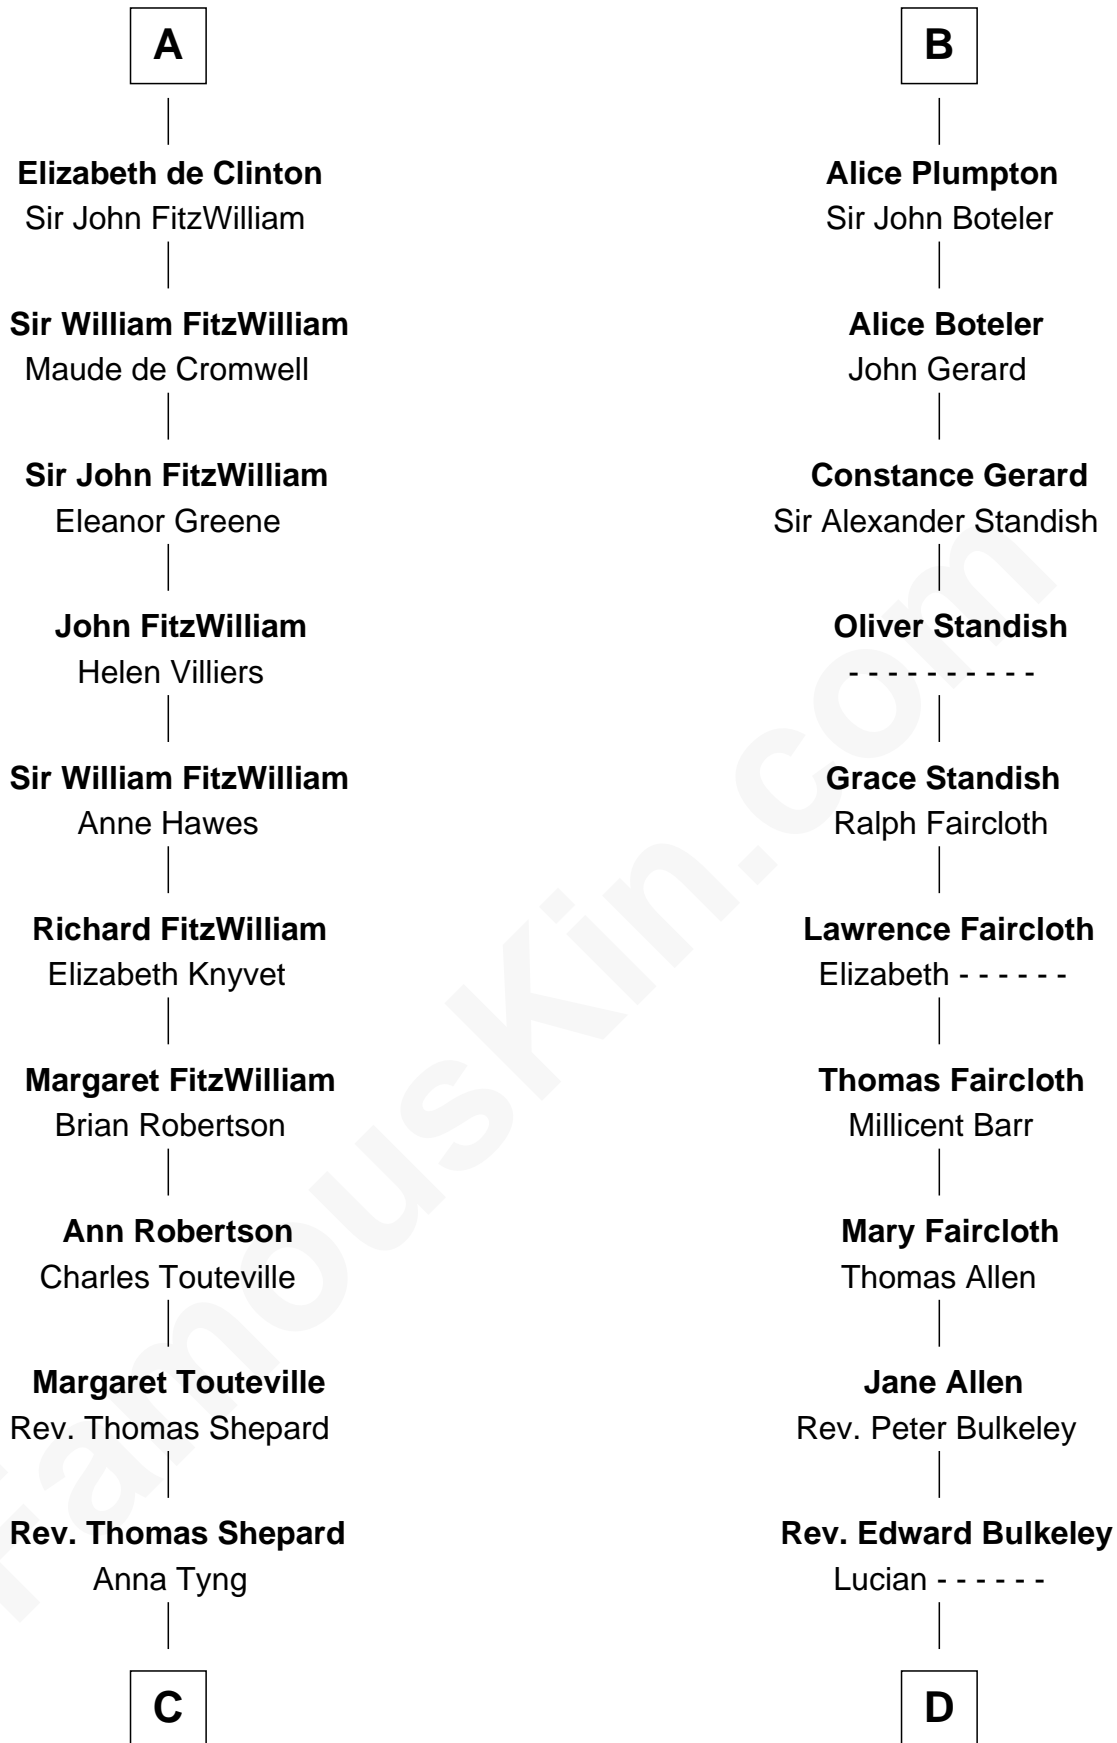 A
Elizabeth de Clinton
Sir John FitzWilliam
Sir William FitzWilliam
Maude de Cromwell
Sir John FitzWilliam
Eleanor Greene
John FitzWilliam
Helen Villiers
Sir William FitzWilliam
Anne Hawes
Richard FitzWilliam
Elizabeth Knyvet
Margaret FitzWilliam
Brian Robertson
Ann Robertson
Charles Touteville
Margaret Touteville
Rev. Thomas Shepard
Rev. Thomas Shepard
Anna Tyng
C
B
Alice Plumpton
Sir John Boteler
Alice Boteler
John Gerard
Constance Gerard
Sir Alexander Standish
Oliver Standish
- - - - - - - - - -
Grace Standish
Ralph Faircloth
Lawrence Faircloth
Elizabeth - - - - - -
Thomas Faircloth
Millicent Barr
Mary Faircloth
Thomas Allen
Jane Allen
Rev. Peter Bulkeley
Rev. Edward Bulkeley
Lucian - - - - - -
D
FamousKin.com